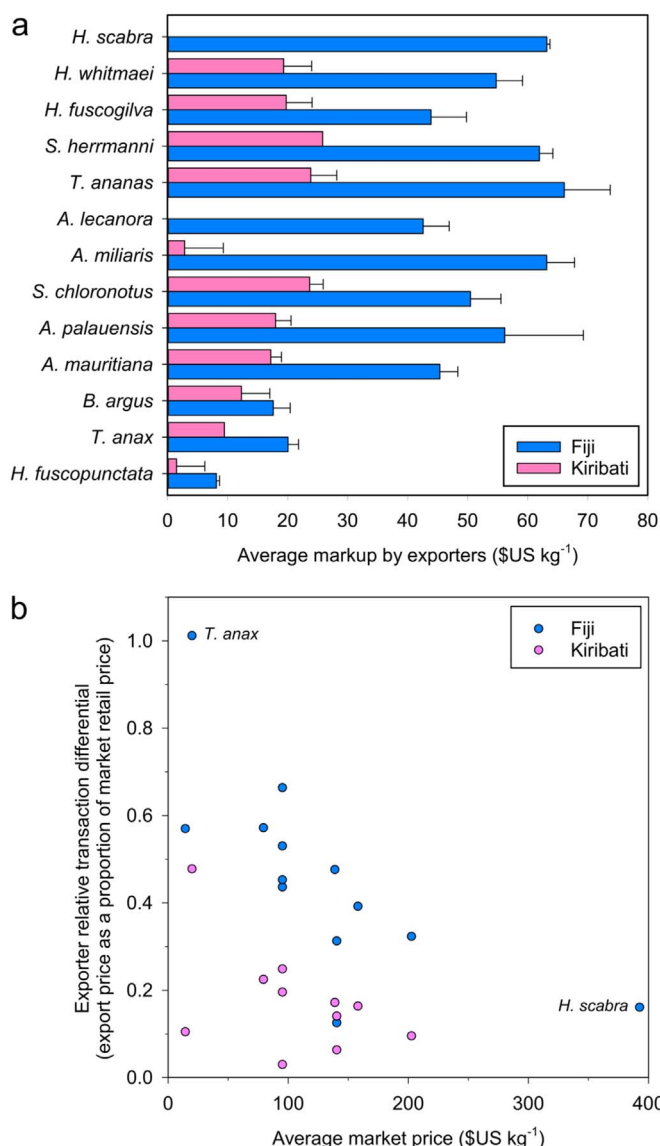 a
H. scabra
H. whitmaei
H. fuscogilva
S. herrmanni
T. ananas
A. lecanora
A. miliaris
S. chloronotus
A. palauensis
A. mauritiana
B. argus
T. anax
H. fuscopunctata
Fiji
Kiribati
0 10 20 30 40 50 60 70 80
Average markup by exporters ($US kg⁻¹)
b
Exporter relative transaction differential
(export price as a proportion of market retail price)
1.0
0.8
0.6
0.4
0.2
0.0
T. anax
Fiji
Kiribati
H. scabra
0 100 200 300 400
Average market price ($US kg⁻¹)